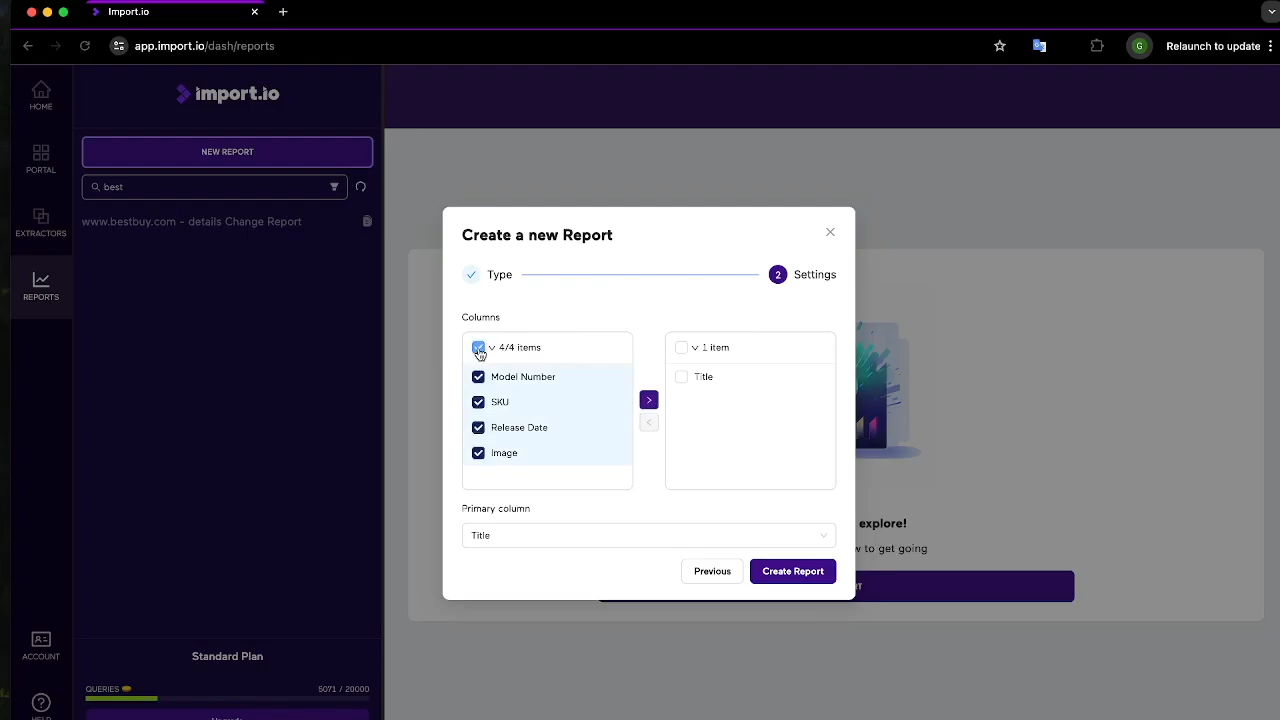 Import.io
app.import.io/dash/reports
G
Relaunch to update
HOME
PORTAL
EXTRACTORS
REPORTS
ACCOUNT
import.io
NEW REPORT
best
www.bestbuy.com - details Change Report
Standard Plan
QUERIES
5071 / 20000
Create a new Report
Type
2
Settings
Columns
4/4 items
Model Number
SKU
Release Date
Image
>
<
1 item
Title
Primary column
Title
Previous
Create Report
explore!
w to get going